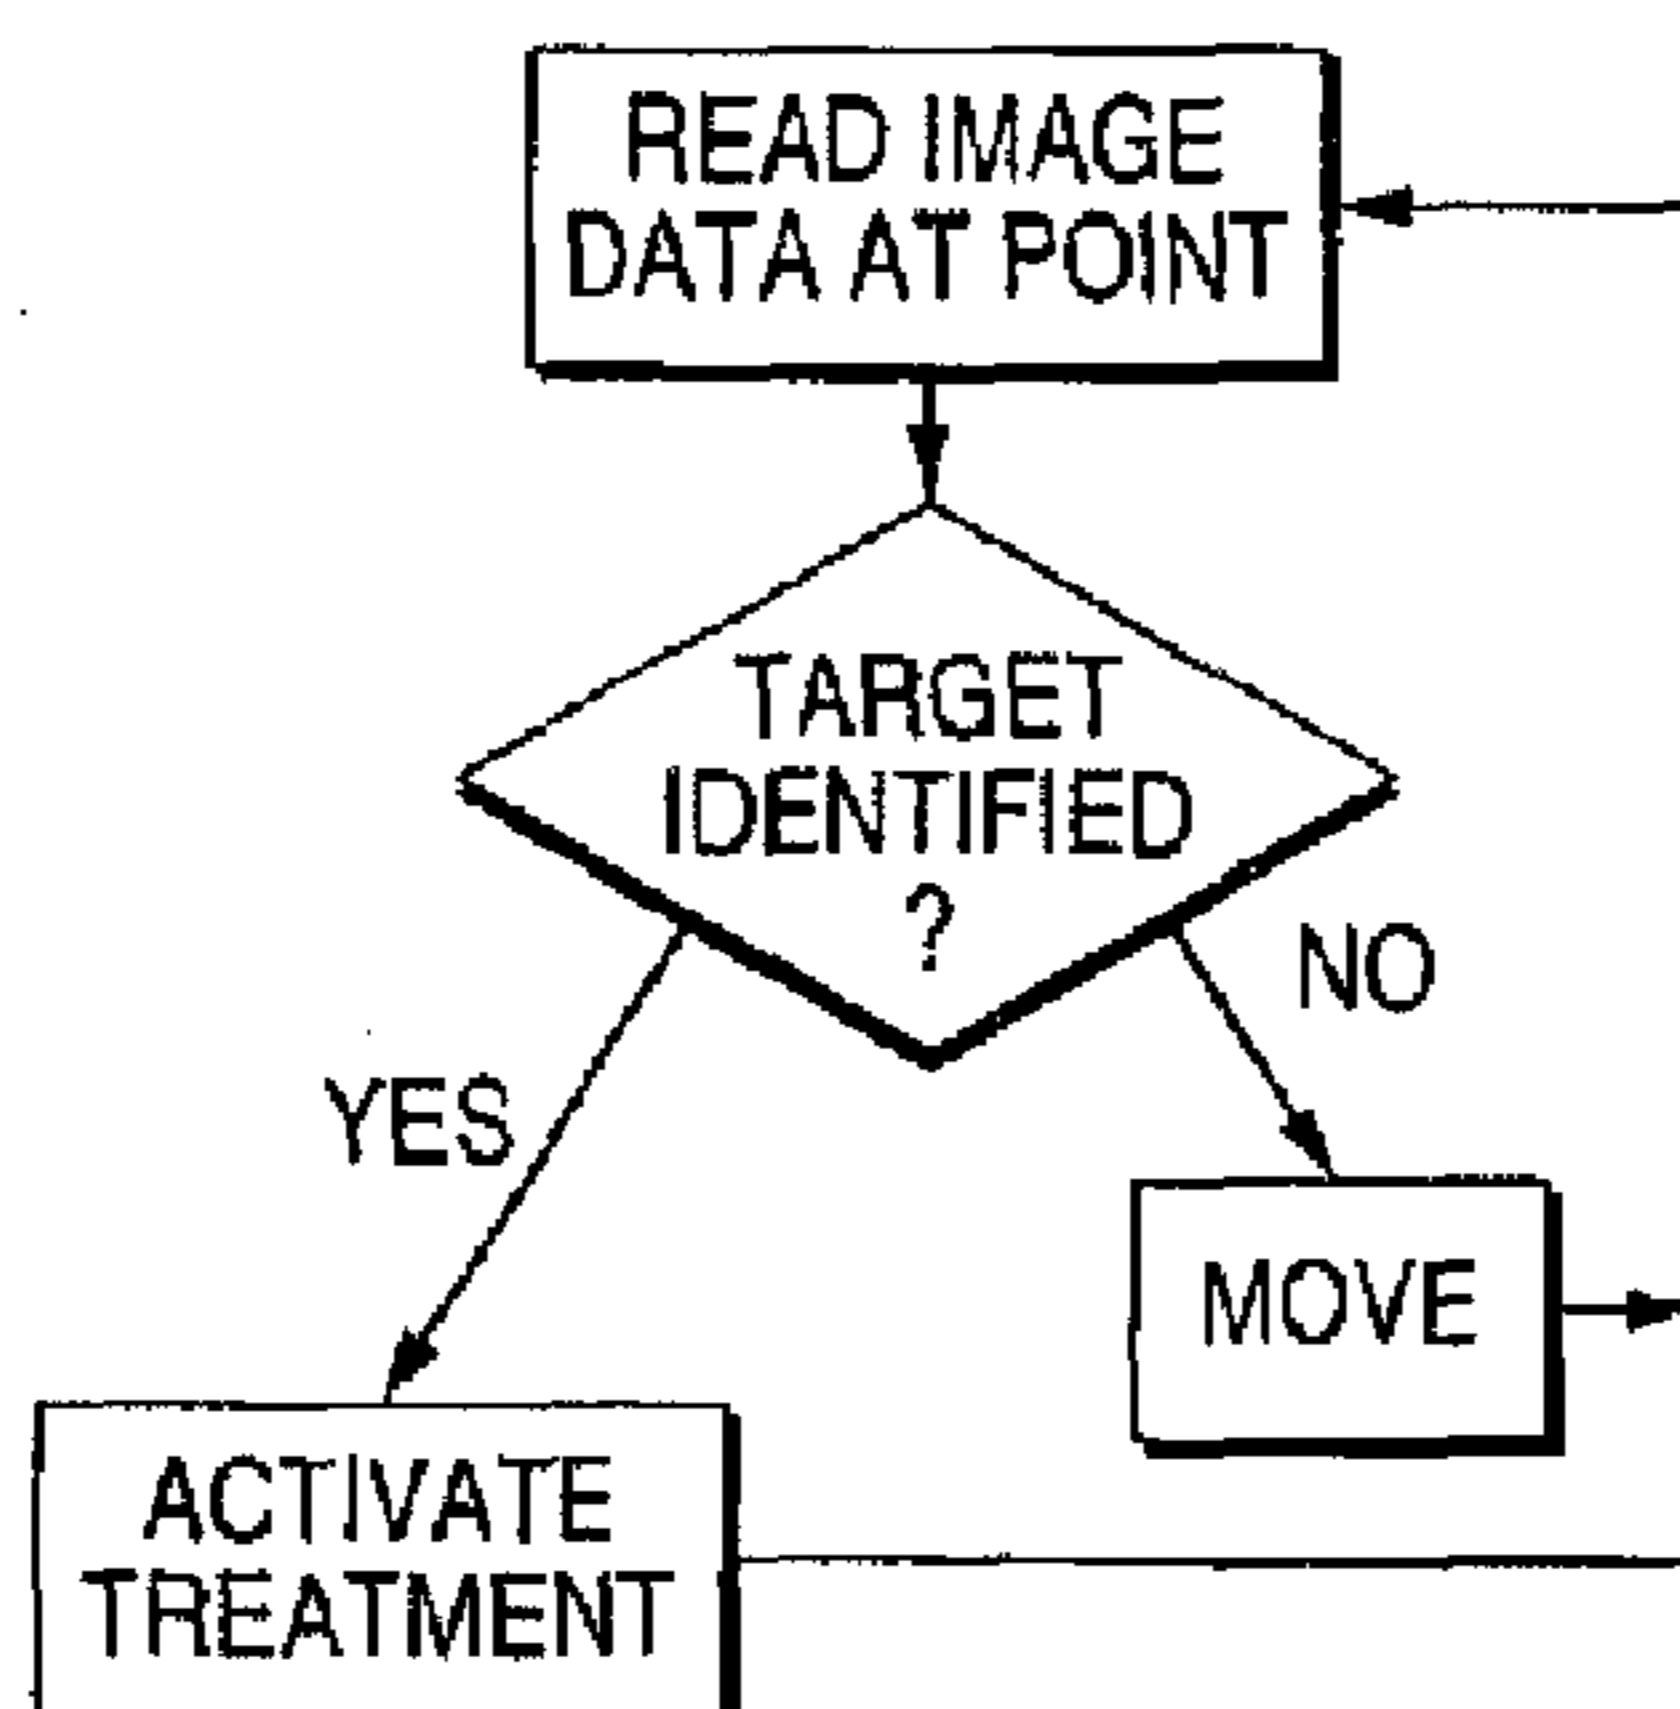 READ IMAGE
DATA AT POINT
TARGET
IDENTIFIED
?
NO
YES
MOVE
ACTIVATE
TREATMENT